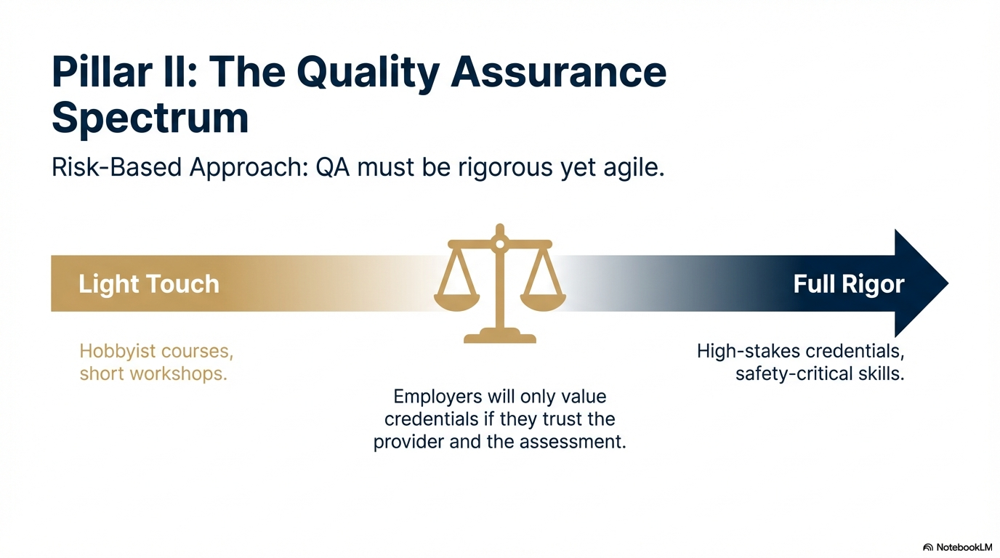 Pillar II: The Quality Assurance
Spectrum
Risk-Based Approach: QA must be rigorous yet agile.
Light Touch
Full Rigor
Hobbyist courses,
short workshops.
High-stakes credentials,
safety-critical skills.
Employers will only value
credentials if they trust the
provider and the assessment.
NotebookLM